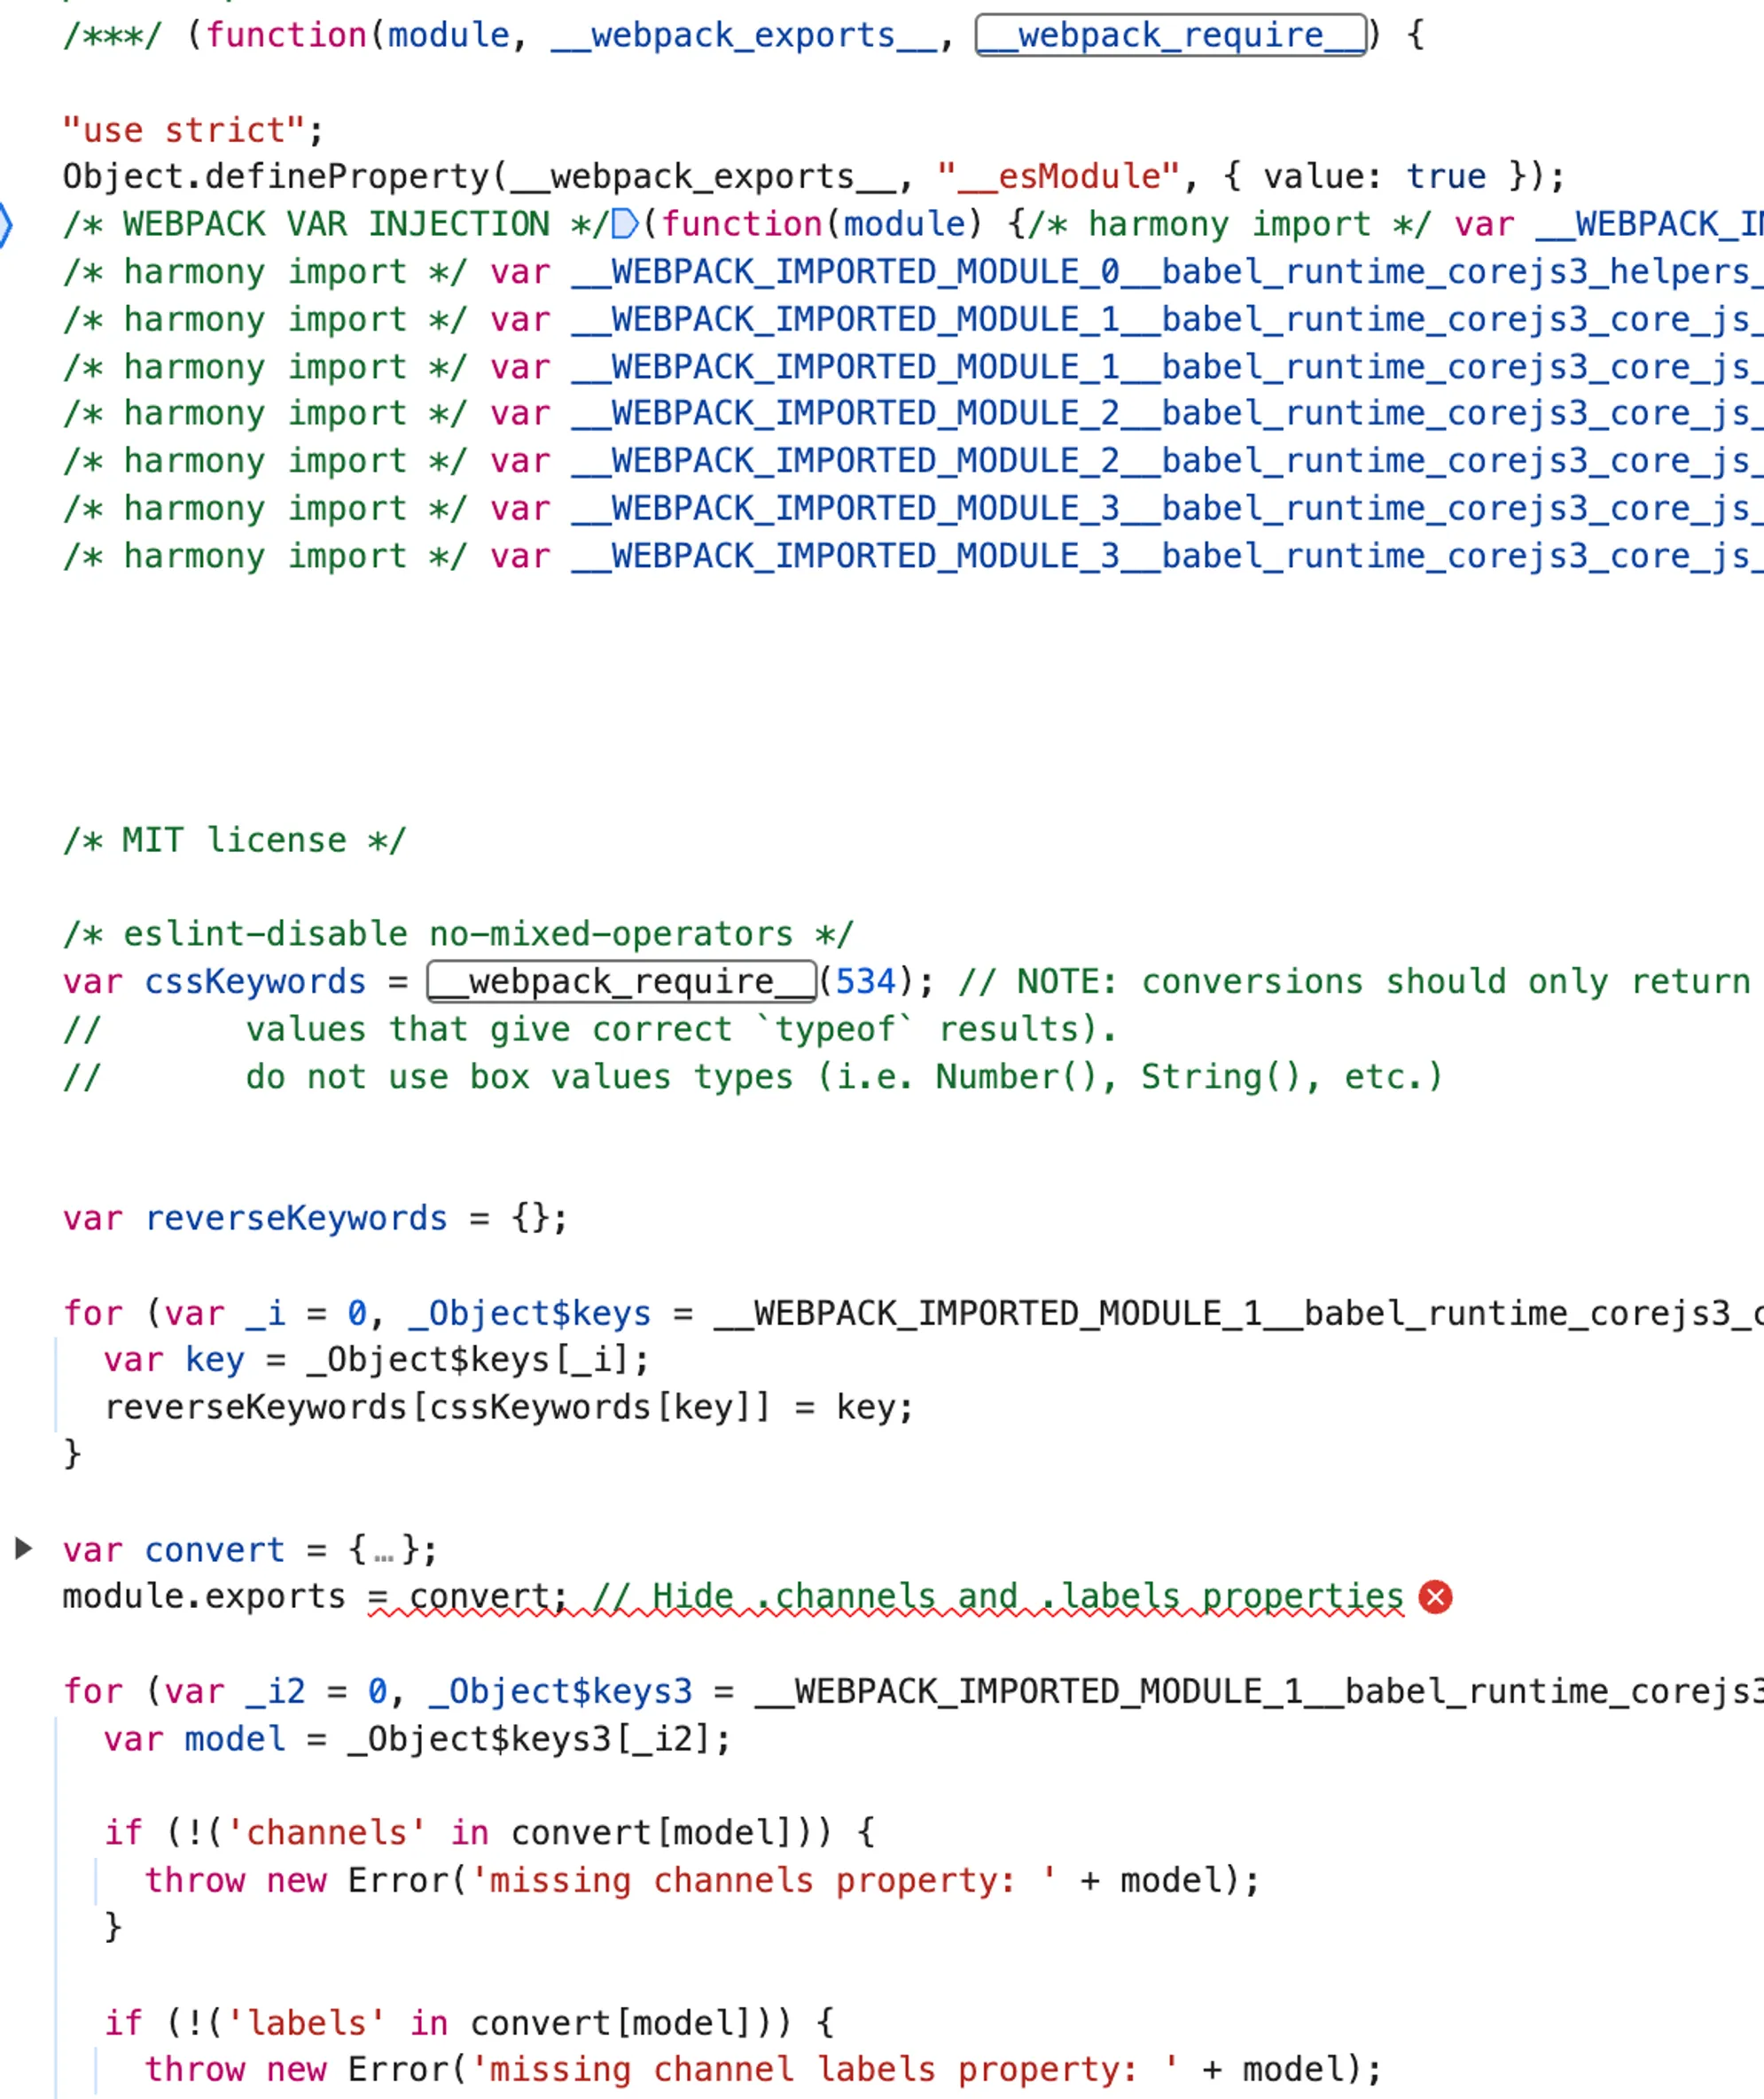 /***/ (function(module, __webpack_exports__, __webpack_require__) {
"use strict";
Object.defineProperty(__webpack_exports__, "__esModule", { value: true });
/* WEBPACK VAR INJECTION */(function(module) {/* harmony import */ var __WEBPACK_IM
/* harmony import */ var __WEBPACK_IMPORTED_MODULE_0__babel_runtime_corejs3_helpers_
/* harmony import */ var __WEBPACK_IMPORTED_MODULE_1__babel_runtime_corejs3_core_js_
/* harmony import */ var __WEBPACK_IMPORTED_MODULE_1__babel_runtime_corejs3_core_js_
/* harmony import */ var __WEBPACK_IMPORTED_MODULE_2__babel_runtime_corejs3_core_js_
/* harmony import */ var __WEBPACK_IMPORTED_MODULE_2__babel_runtime_corejs3_core_js_
/* harmony import */ var __WEBPACK_IMPORTED_MODULE_3__babel_runtime_corejs3_core_js_
/* harmony import */ var __WEBPACK_IMPORTED_MODULE_3__babel_runtime_corejs3_core_js_
/* MIT license */
/* eslint-disable no-mixed-operators */
var cssKeywords = __webpack_require__(534); // NOTE: conversions should only return
//       values that give correct `typeof` results).
//       do not use box values types (i.e. Number(), String(), etc.)
var reverseKeywords = {};
for (var _i = 0, _Object$keys = __WEBPACK_IMPORTED_MODULE_1__babel_runtime_corejs3_c
var key = _Object$keys[_i];
reverseKeywords[cssKeywords[key]] = key;
}
var convert = {…};
module.exports = convert; // Hide .channels and .labels properties
for (var _i2 = 0, _Object$keys3 = __WEBPACK_IMPORTED_MODULE_1__babel_runtime_corejs3
var model = _Object$keys3[_i2];
if (!('channels' in convert[model])) {
throw new Error('missing channels property: ' + model);
}
if (!('labels' in convert[model])) {
throw new Error('missing channel labels property: ' + model);